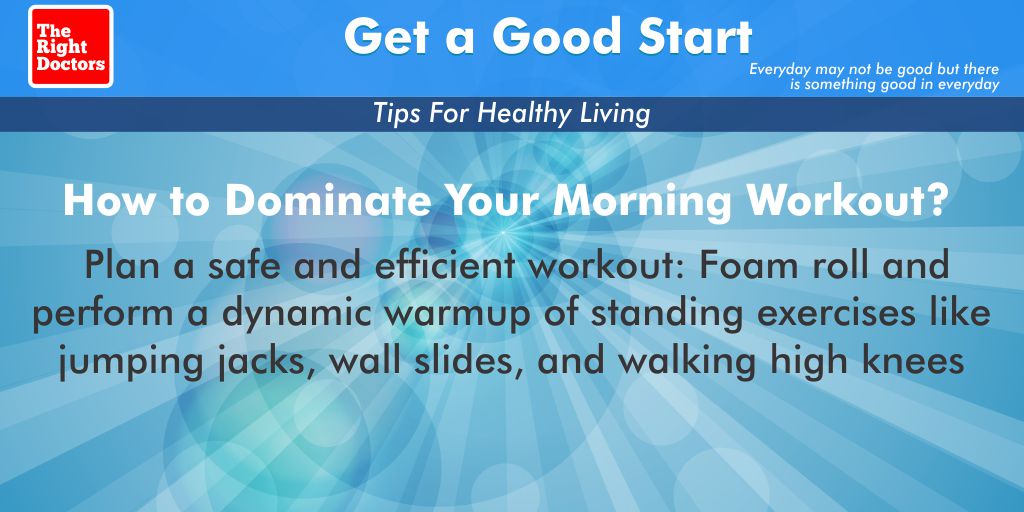 The
Right
Doctors
Get a Good Start
Everyday may not be good but there
is something good in everyday
Tips For Healthy Living
How to Dominate Your Morning Workout?
Plan a safe and efficient workout: Foam roll and
perform a dynamic warmup of standing exercises like
jumping jacks, wall slides, and walking high knees